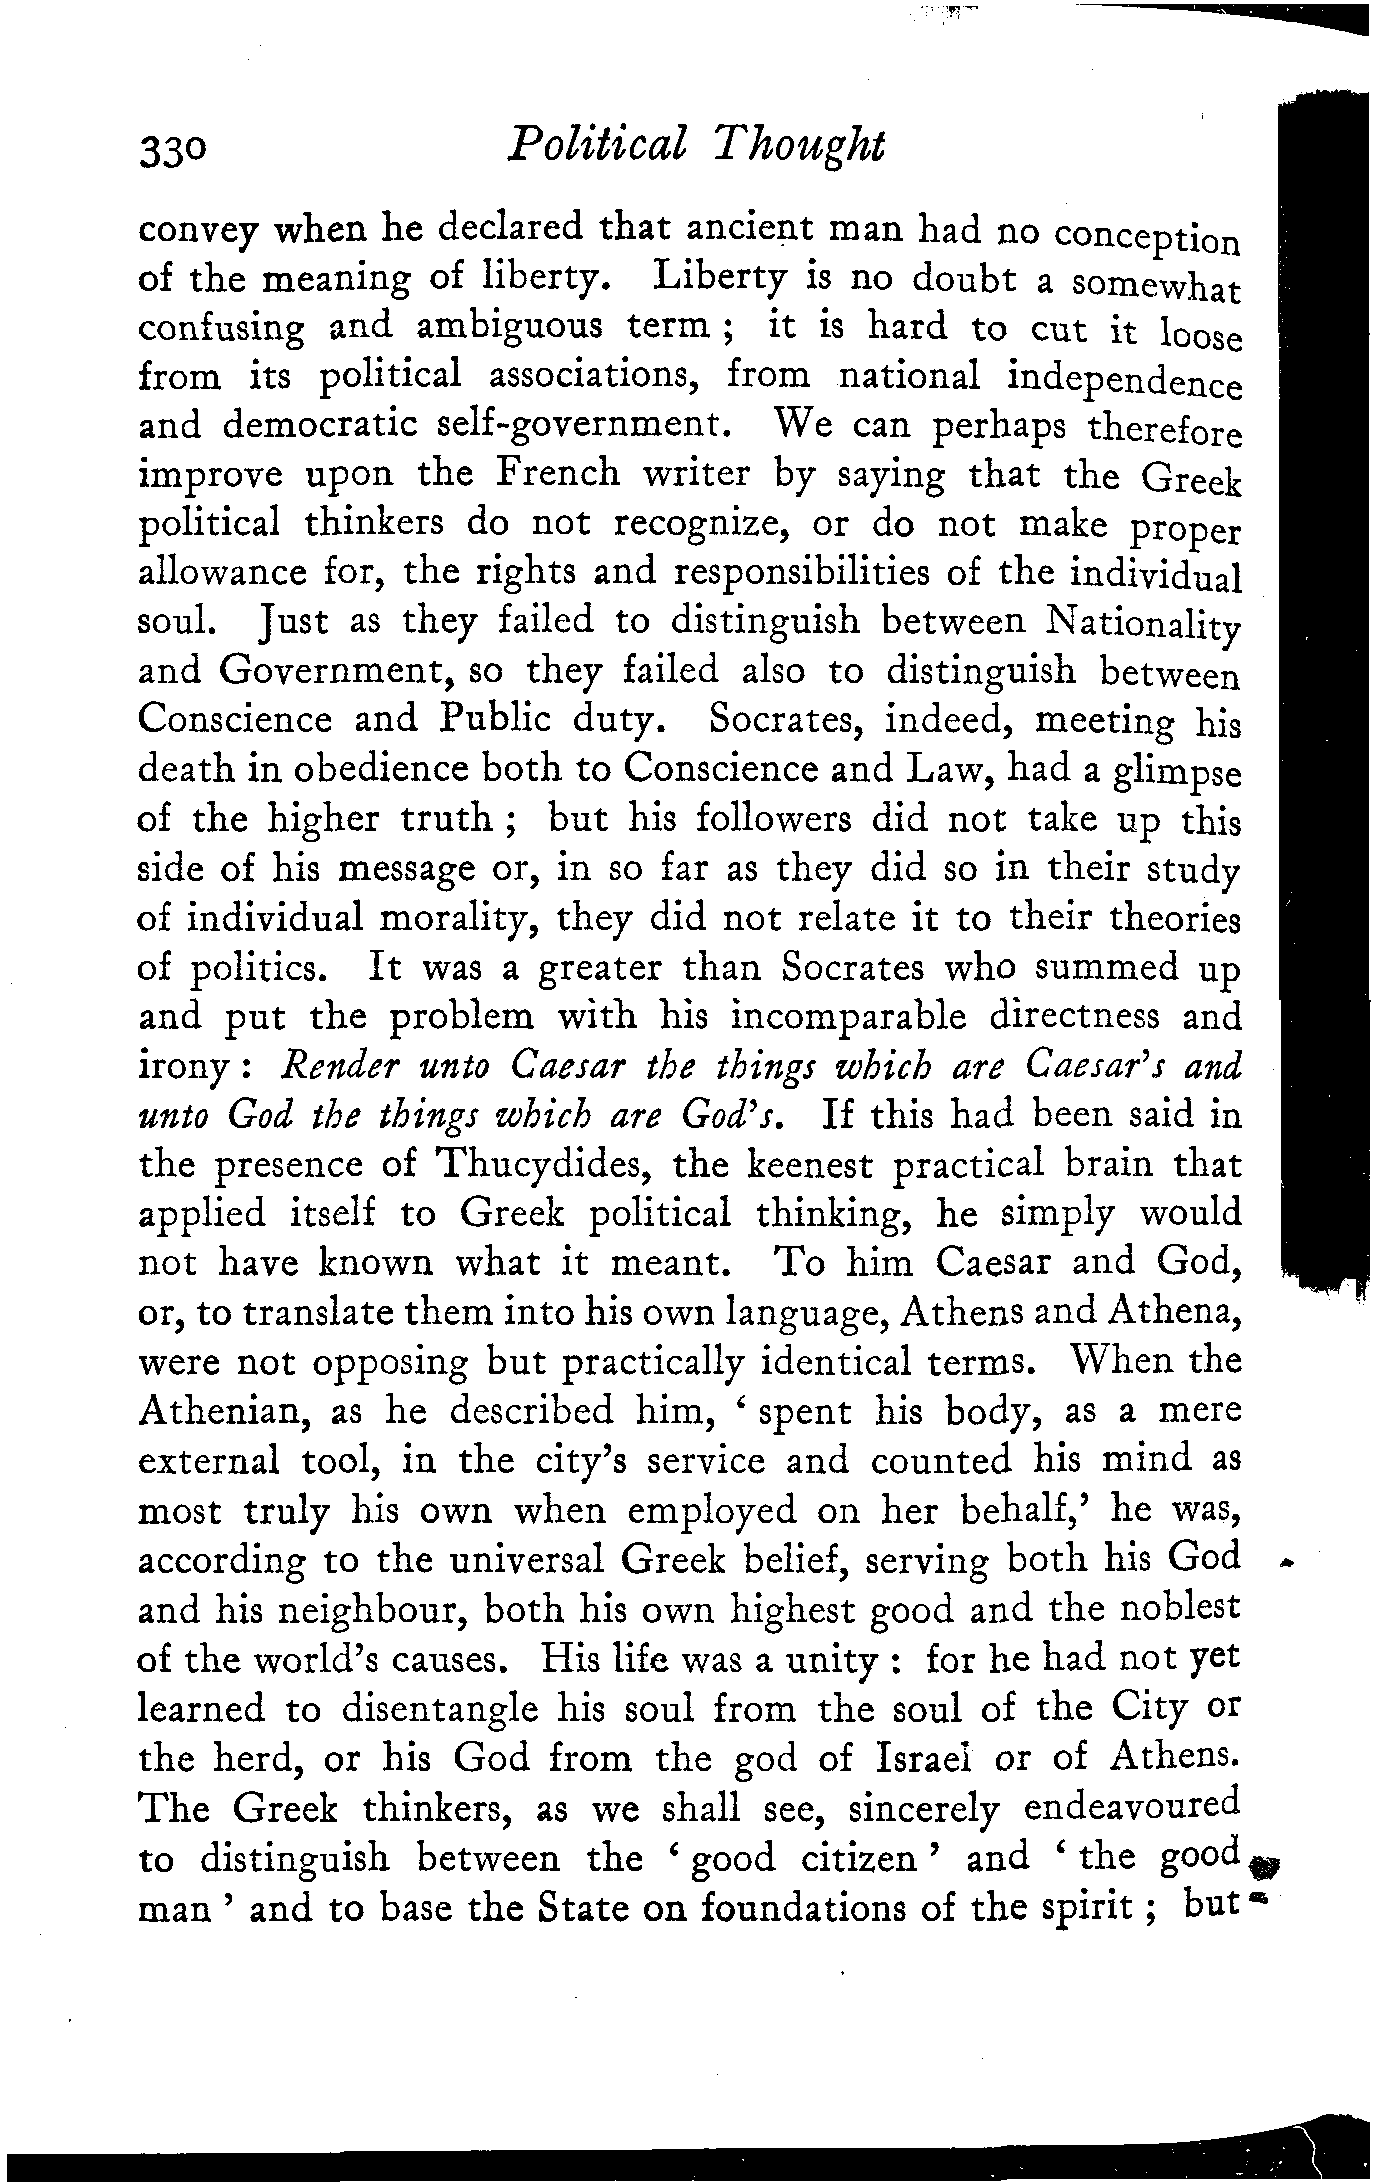 330 Political Thought
convey when he declared that ancient man had no conception
of the meaning of liberty. Liberty is no doubt a somewhat
confusing and ambiguous term ; it is hard to cut it loose
from its political associations, from national independence
and democratic self-government. We can perhaps therefore
improve upon the French writer by saying that the Greek
political thinkers do not recognize, or do not make proper
allowance for, the rights and responsibilities of the individual
soul. Just as they failed to distinguish between Nationality
and Government, so they failed also to distinguish between
Conscience and Public duty. Socrates, indeed, meeting his
death in obedience both to Conscience and Law, had a glimpse
of the higher truth ; but his followers did not take up this
side of his message or, in so far as they did so in their study
of individual morality, they did not relate it to their theories
of politics. It was a greater than Socrates who summed up
and put the problem with his incomparable directness and
irony : Render unto Caesar the things which are Caesar's and
unto God the things which are God's. If this had been said in
the presence of Thucydides, the keenest practical brain that
applied itself to Greek political thinking, he simply would
not have known what it meant. To him Caesar and God,
or, to translate them into his own language, Athens and Athena,
were not opposing but practically identical terms. When the
Athenian, as he described him, ‘ spent his body, as a mere
external tool, in the city's service and counted his mind as
most truly his own when employed on her behalf,’ he was,
according to the universal Greek belief, serving both his God
and his neighbour, both his own highest good and the noblest
of the world's causes. His life was a unity : for he had not yet
learned to disentangle his soul from the soul of the City or
the herd, or his God from the god of Israel or of Athens.
The Greek thinkers, as we shall see, sincerely endeavoured
to distinguish between the ‘ good citizen ’ and ‘ the good
man ’ and to base the State on foundations of the spirit ; but